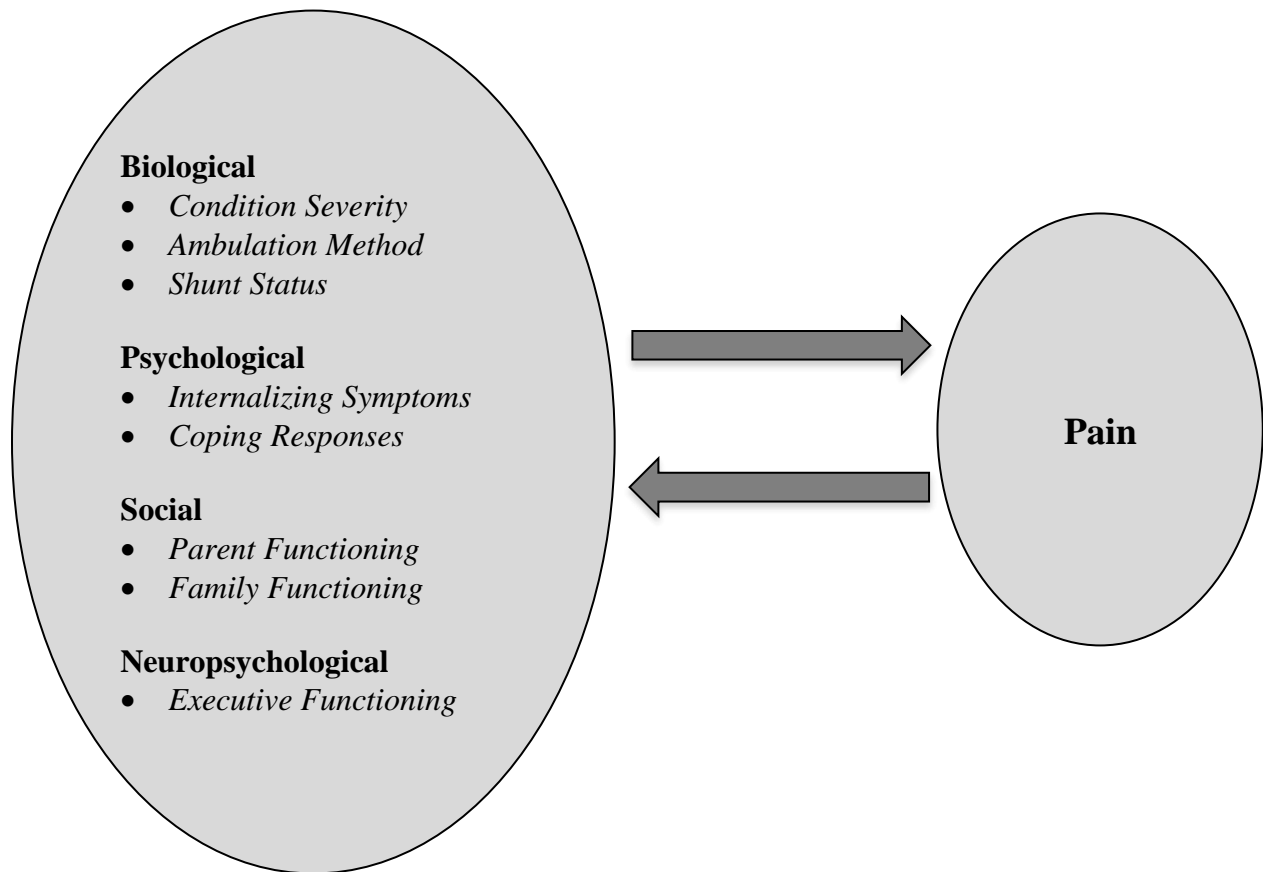 Biological
• Condition Severity
• Ambulation Method
• Shunt Status
Psychological
• Internalizing Symptoms
• Coping Responses
Social
• Parent Functioning
• Family Functioning
Neuropsychological
• Executive Functioning
Pain